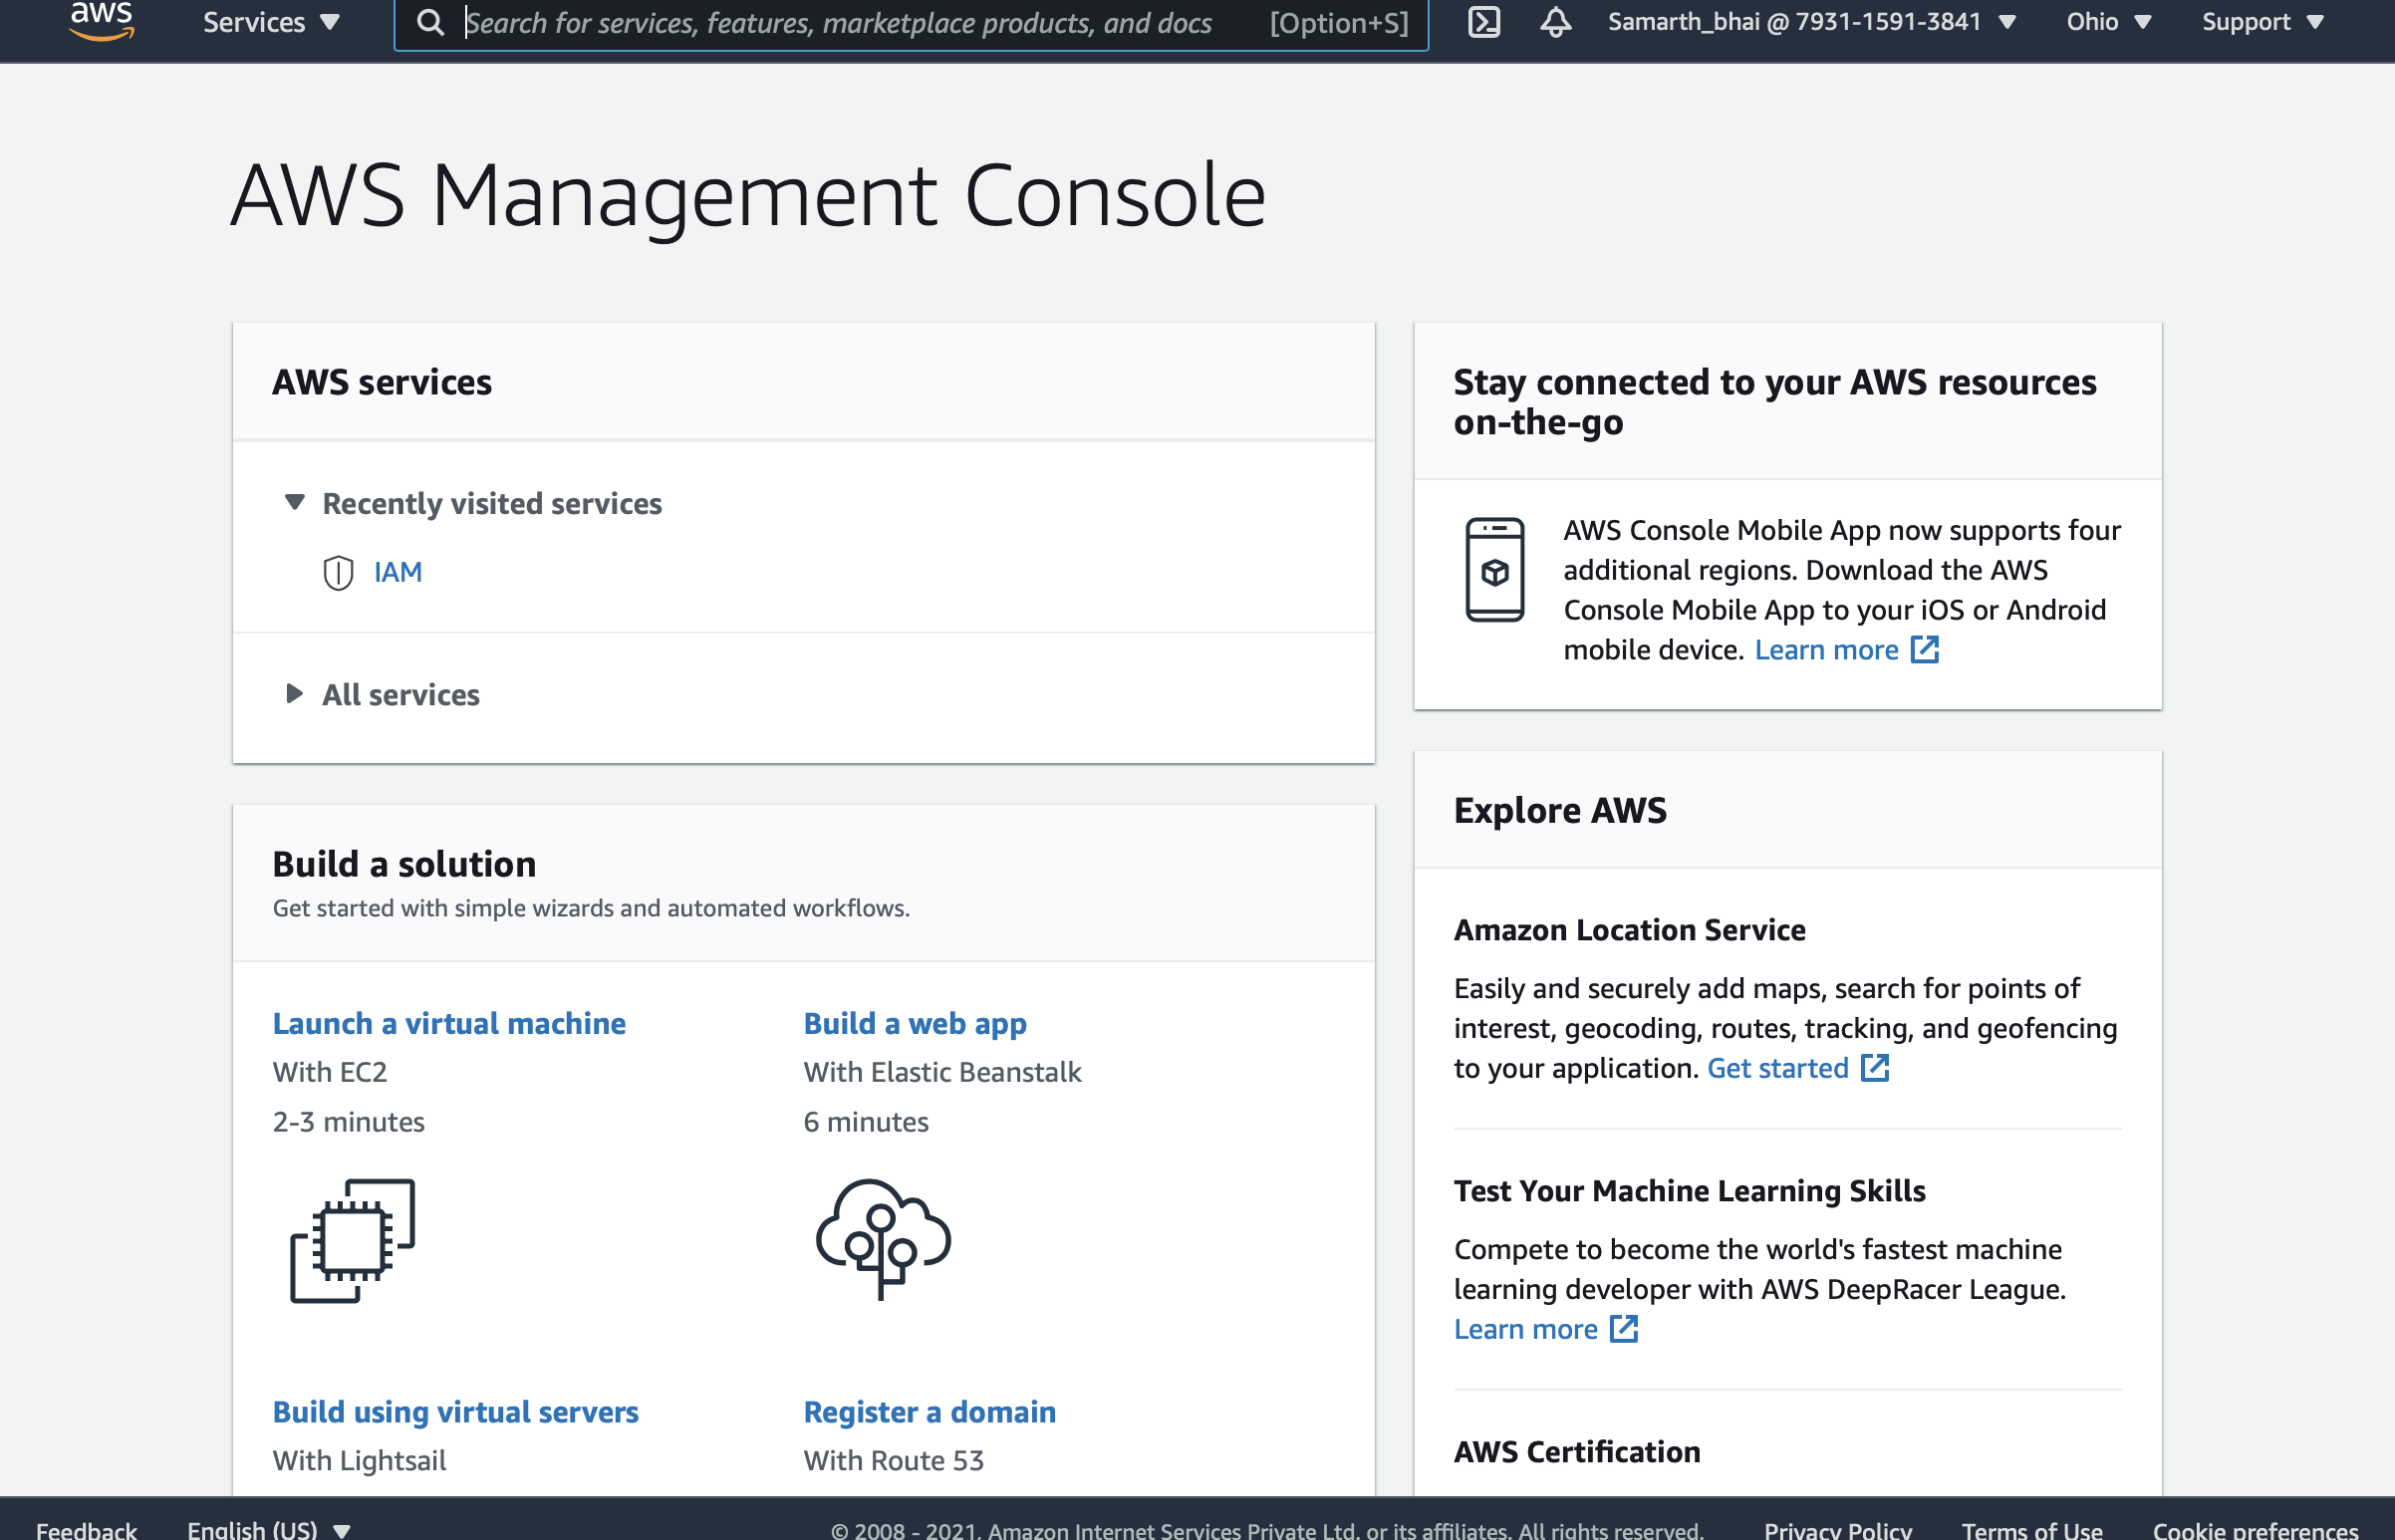 aws
Services
Search for services, features, marketplace products, and docs
[Option+S]
Samarth_bhai @ 7931-1591-3841
Ohio
Support
AWS Management Console
AWS services
Recently visited services
IAM
All services
Build a solution
Get started with simple wizards and automated workflows.
Launch a virtual machine
With EC2
2-3 minutes
Build a web app
With Elastic Beanstalk
6 minutes
Build using virtual servers
With Lightsail
Register a domain
With Route 53
Stay connected to your AWS resources
on-the-go
AWS Console Mobile App now supports four
additional regions. Download the AWS
Console Mobile App to your iOS or Android
mobile device. Learn more
Explore AWS
Amazon Location Service
Easily and securely add maps, search for points of
interest, geocoding, routes, tracking, and geofencing
to your application. Get started
Test Your Machine Learning Skills
Compete to become the world's fastest machine
learning developer with AWS DeepRacer League.
Learn more
AWS Certification
Feedback
English (US)
© 2008 - 2021, Amazon Internet Services Private Ltd. or its affiliates. All rights reserved.
Privacy Policy
Terms of Use
Cookie preferences